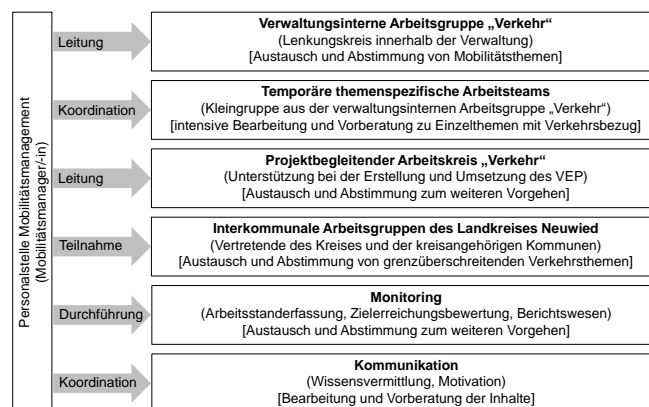 Personalstelle Mobilitätsmanagement
(Mobilitätsmanager/-in)
Leitung
Verwaltungsinterne Arbeitsgruppe „Verkehr“
(Lenkungskreis innerhalb der Verwaltung)
[Austausch und Abstimmung von Mobilitätsthemen]
Koordination
Temporäre themenspezifische Arbeitsteams
(Kleingruppe aus der verwaltungsinternen Arbeitsgruppe „Verkehr“)
[intensive Bearbeitung und Vorberatung zu Einzelthemen mit Verkehrsbezug]
Leitung
Projektbegleitender Arbeitskreis „Verkehr“
(Unterstützung bei der Erstellung und Umsetzung des VEP)
[Austausch und Abstimmung zum weiteren Vorgehen]
Teilnahme
Interkommunale Arbeitsgruppen des Landkreises Neuwied
(Vertretende des Kreises und der kreisangehörigen Kommunen)
[Austausch und Abstimmung von grenzüberschreitenden Verkehrsthemen]
Durchführung
Monitoring
(Arbeitsstanderfassung, Zielerreichungsbewertung, Berichtswesen)
[Austausch und Abstimmung zum weiteren Vorgehen]
Koordination
Kommunikation
(Wissensvermittlung, Motivation)
[Bearbeitung und Vorberatung der Inhalte]